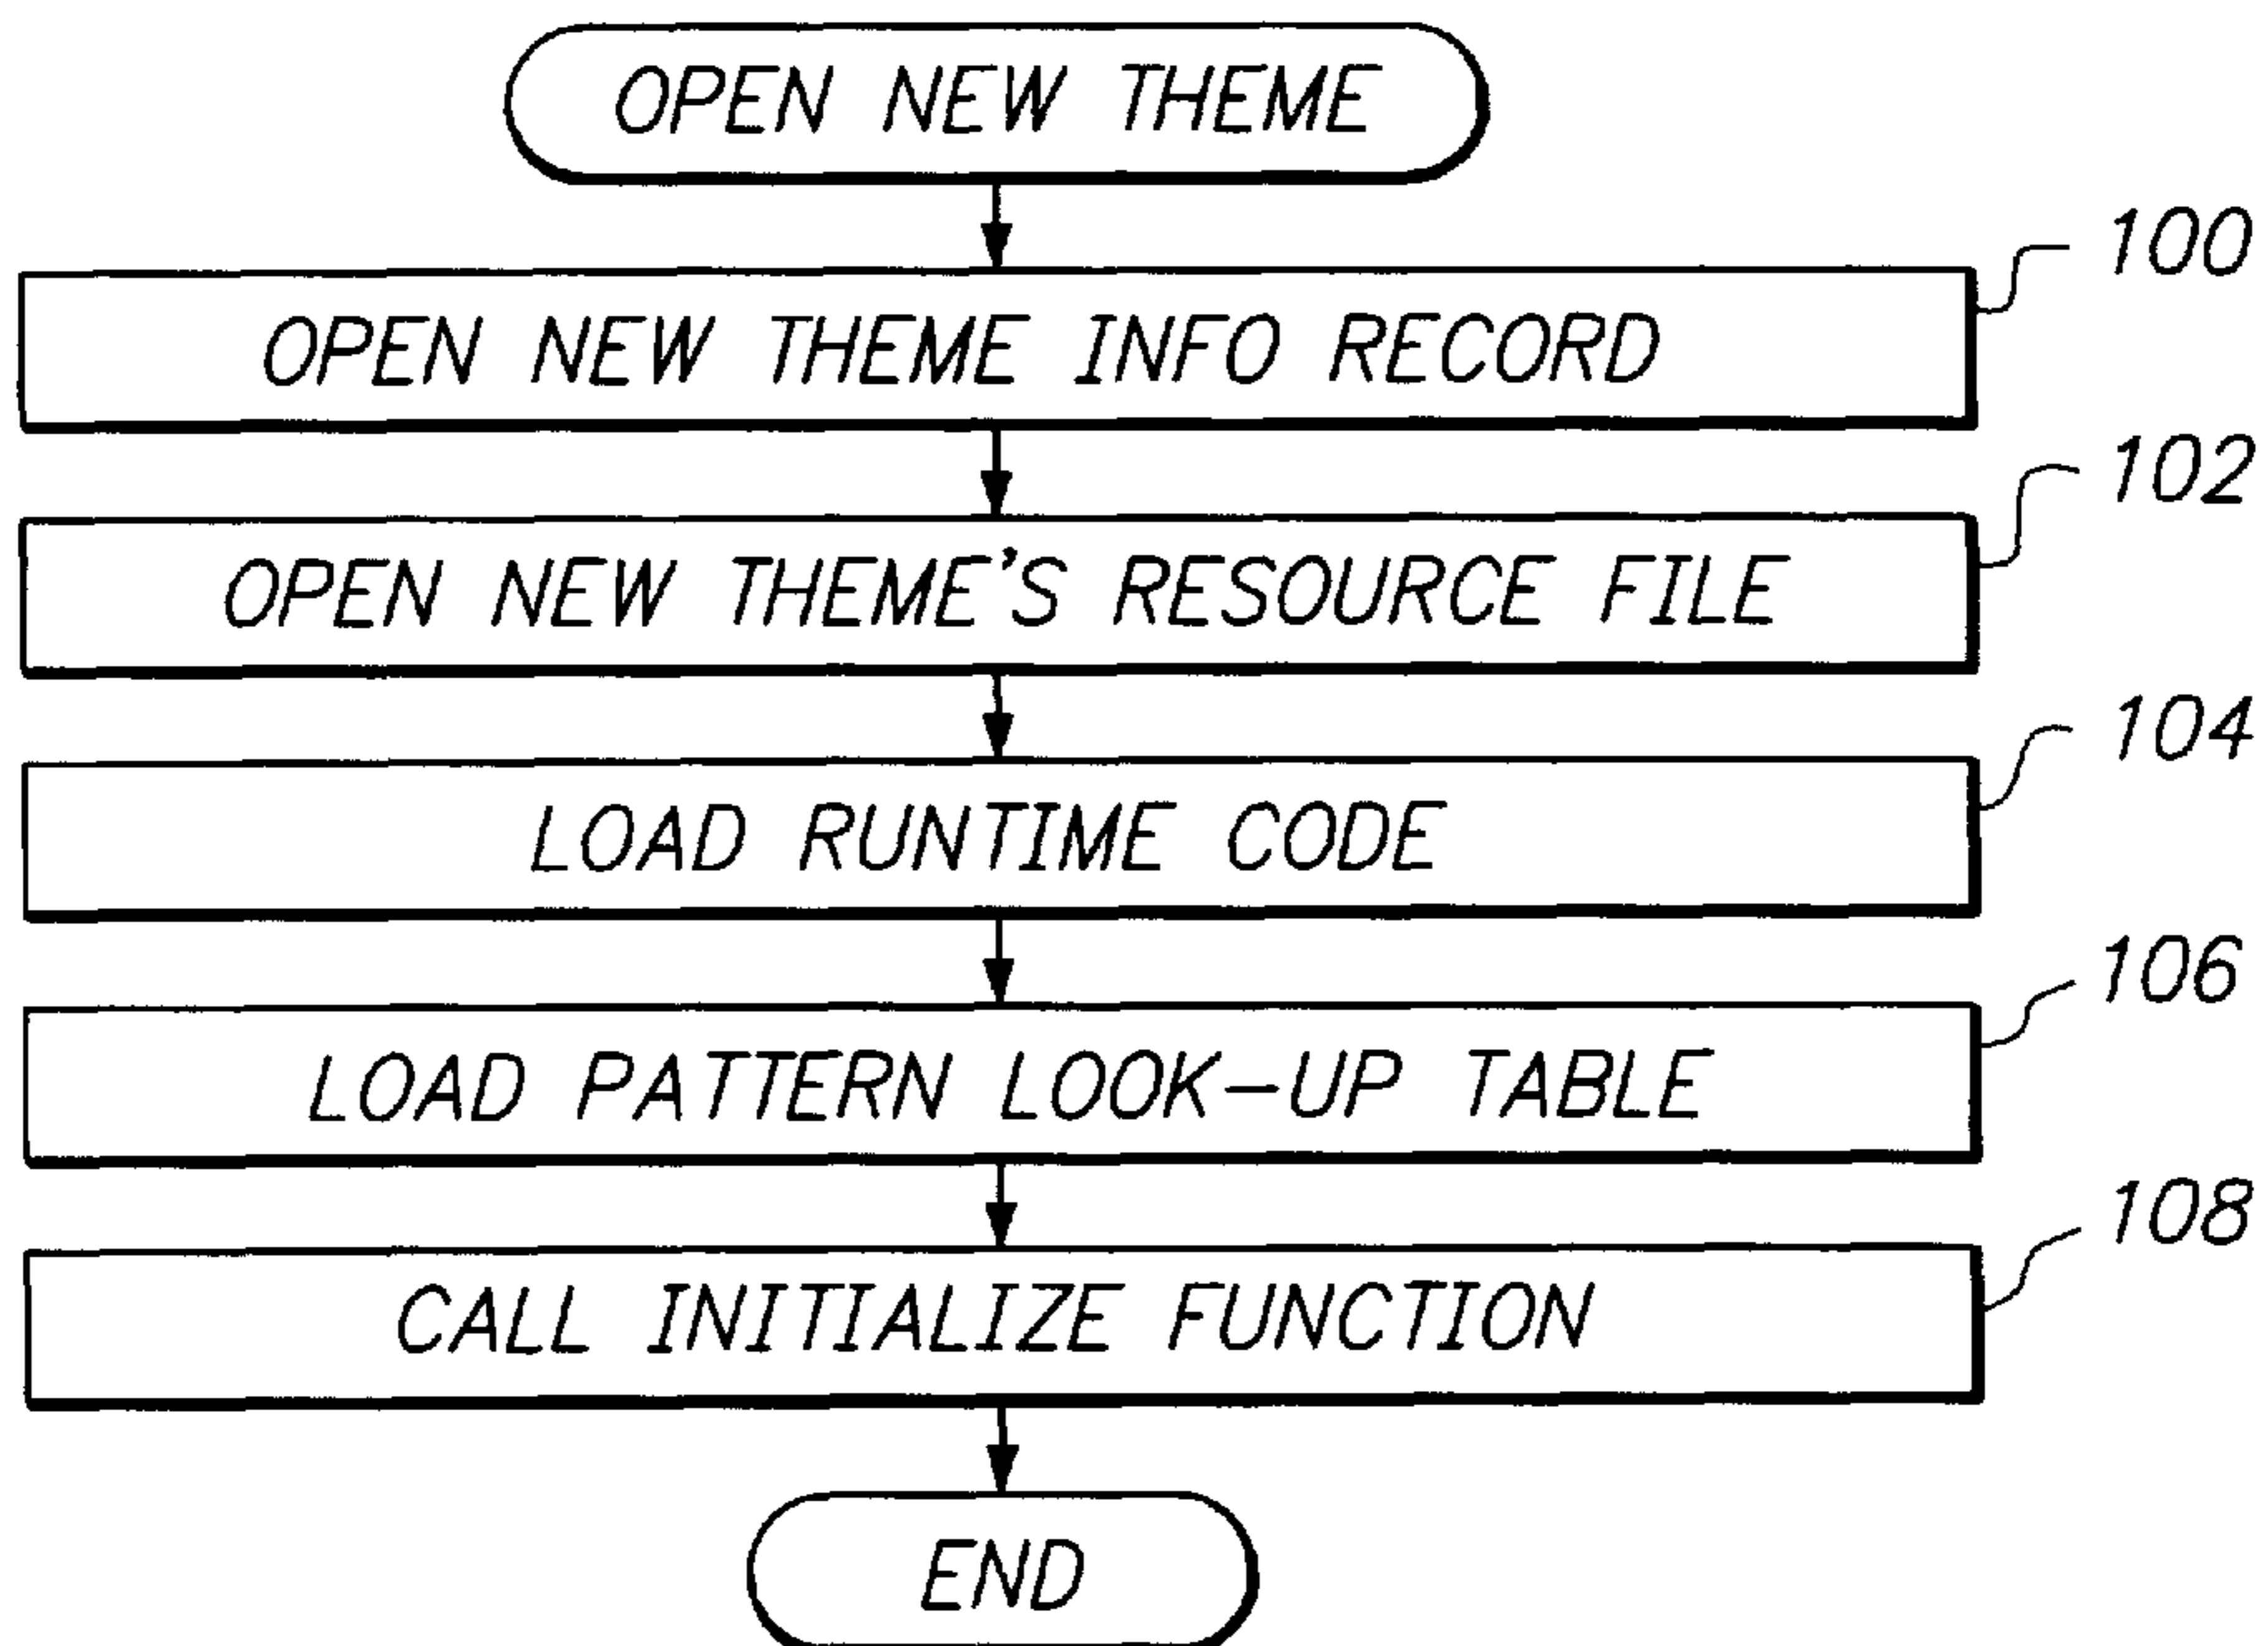 OPEN NEW THEME
100
OPEN NEW THEME INFO RECORD
102
OPEN NEW THEME'S RESOURCE FILE
104
LOAD RUNTIME CODE
106
LOAD PATTERN LOOK-UP TABLE
108
CALL INITIALIZE FUNCTION
END